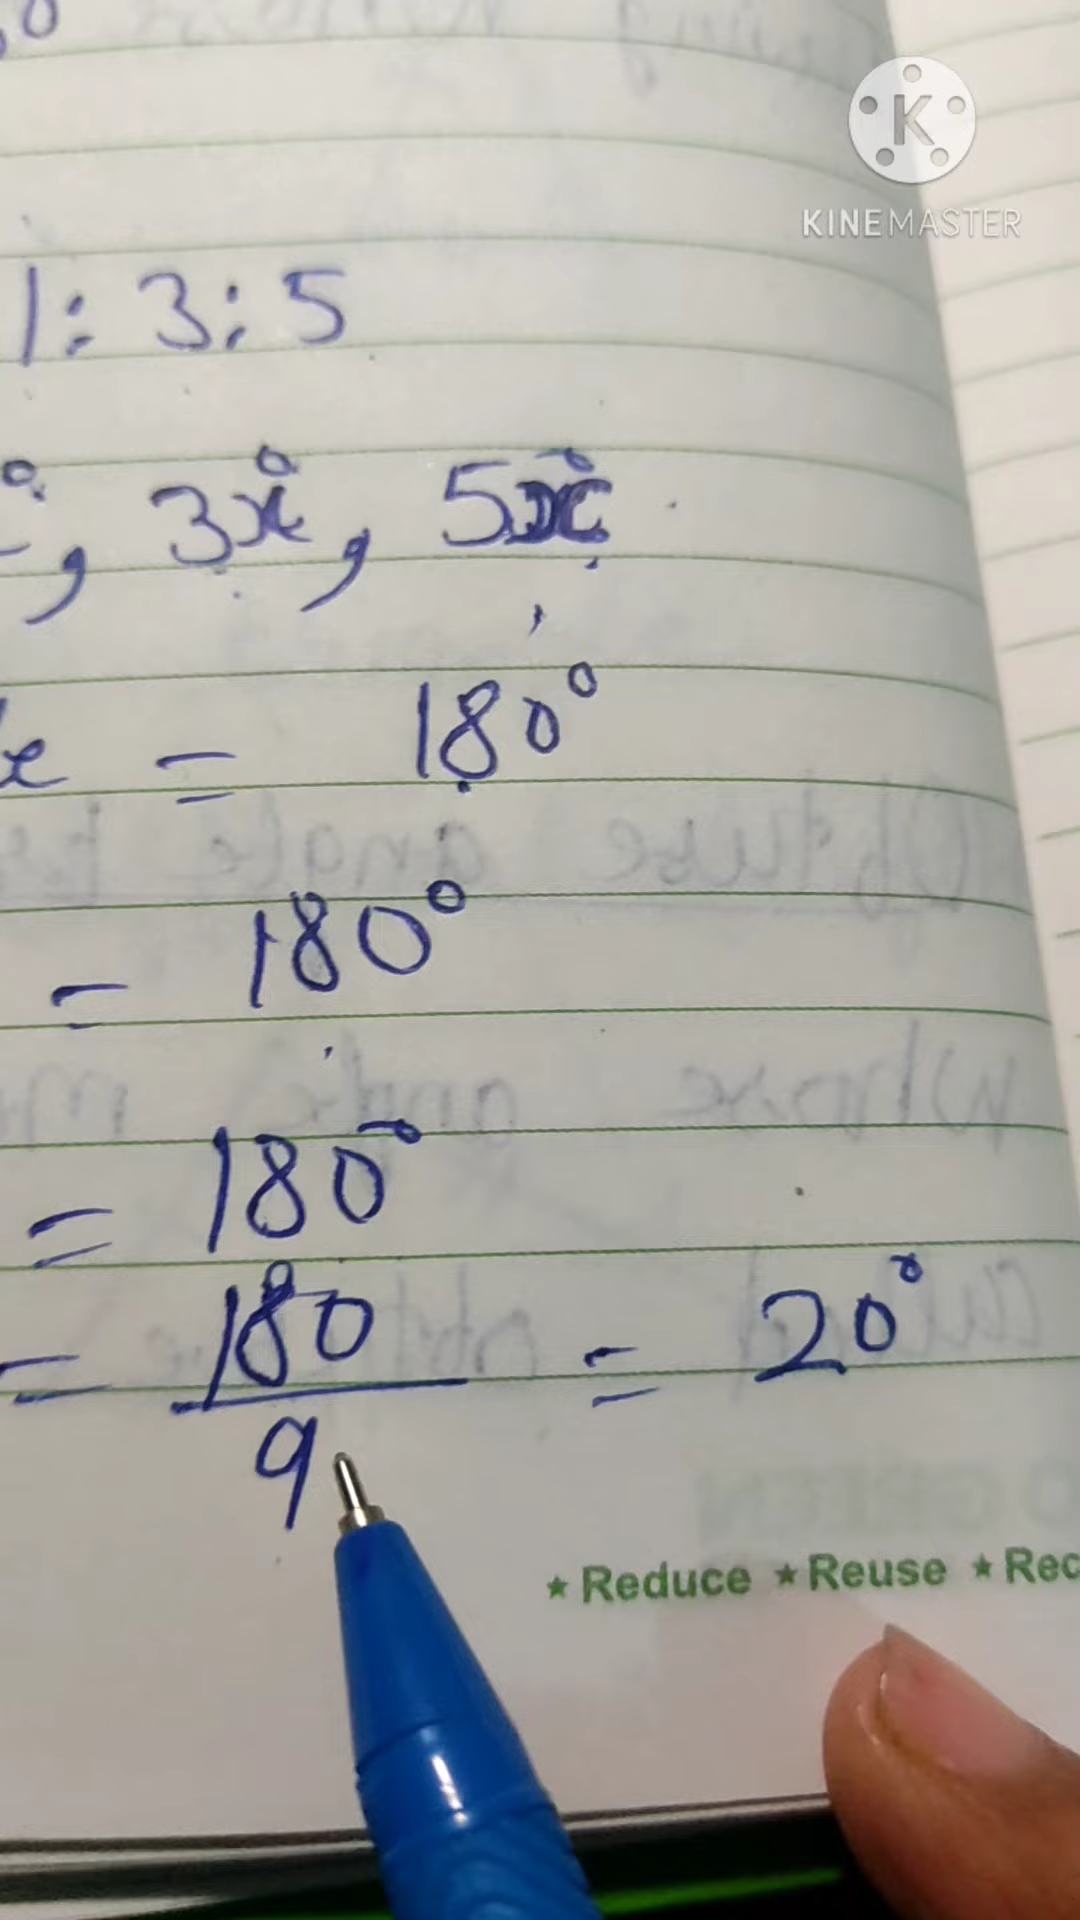 KINEMASTER
1 : 3 : 5
, 3x°, 5x°
= 180°
= 180°
= 180°
= 180/9 = 20°
★ Reduce ★ Reuse ★ Rec